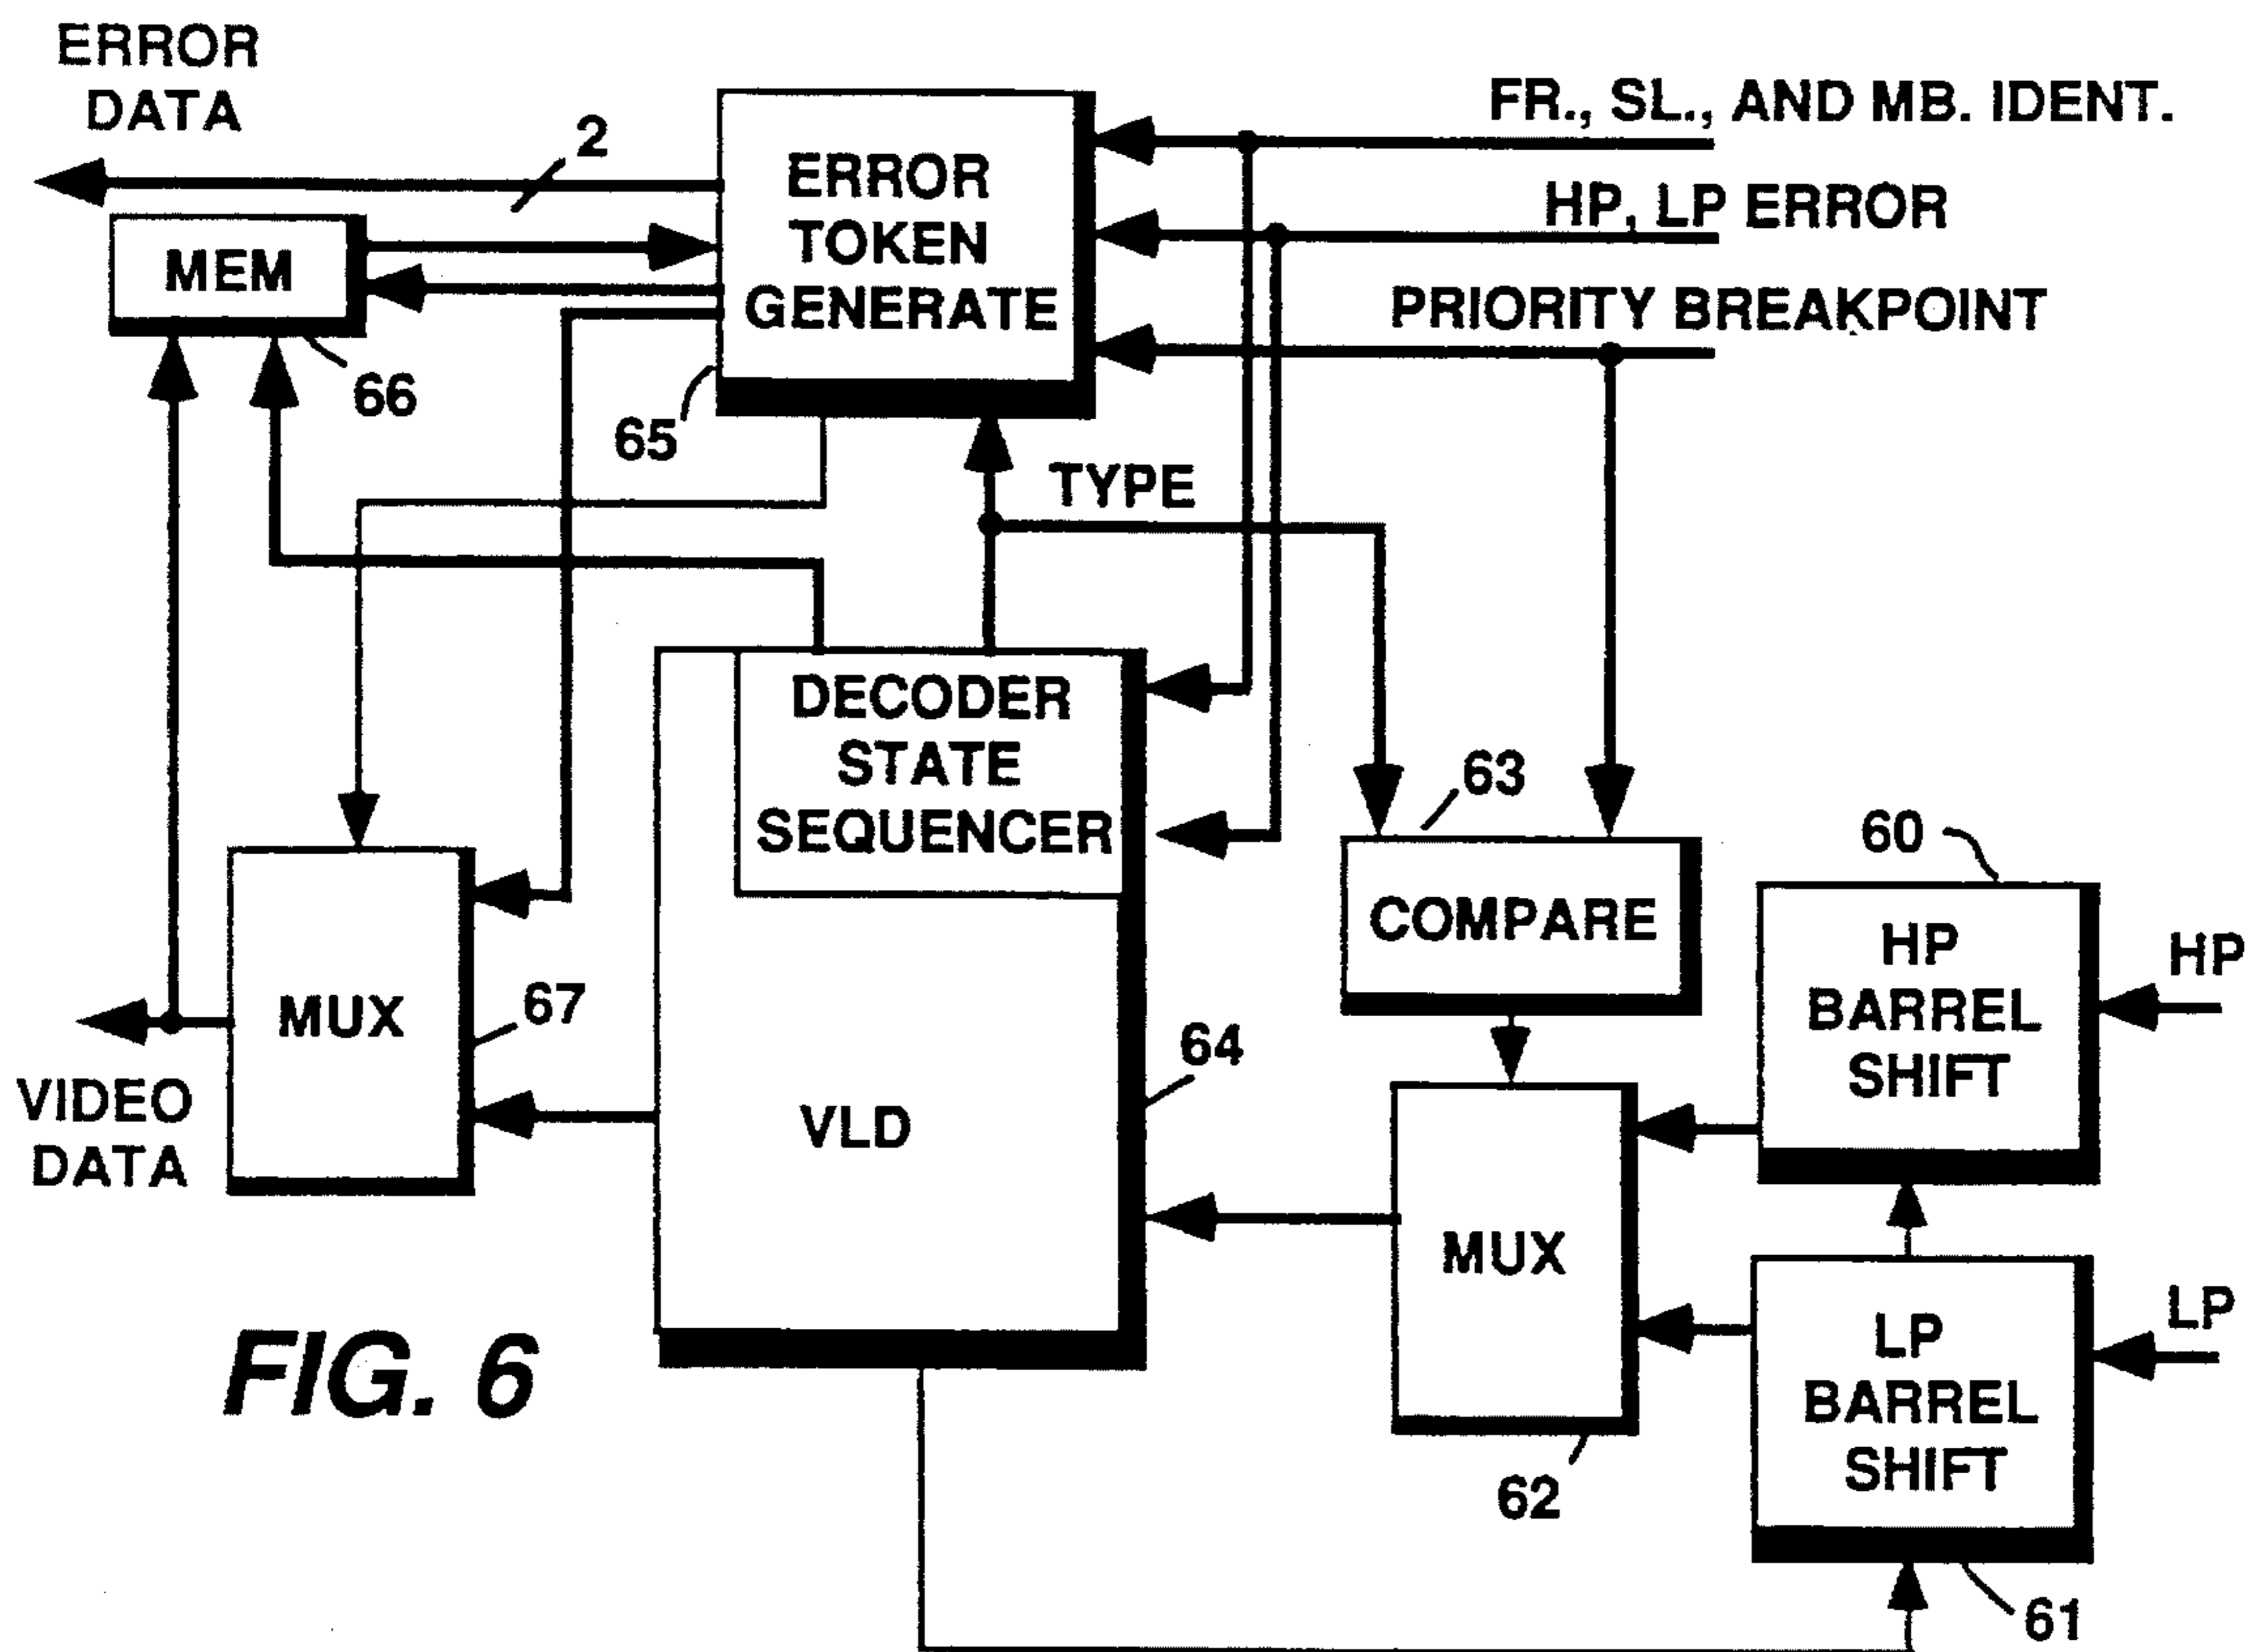 ERROR
DATA
2
FR., SL., AND MB. IDENT.
HP, LP ERROR
PRIORITY BREAKPOINT
ERROR
TOKEN
GENERATE
MEM
66
65
TYPE
DECODER
STATE
SEQUENCER
63
COMPARE
60
HP
BARREL
SHIFT
HP
MUX
67
VIDEO
DATA
VLD
64
MUX
62
LP
BARREL
SHIFT
LP
61
FIG. 6